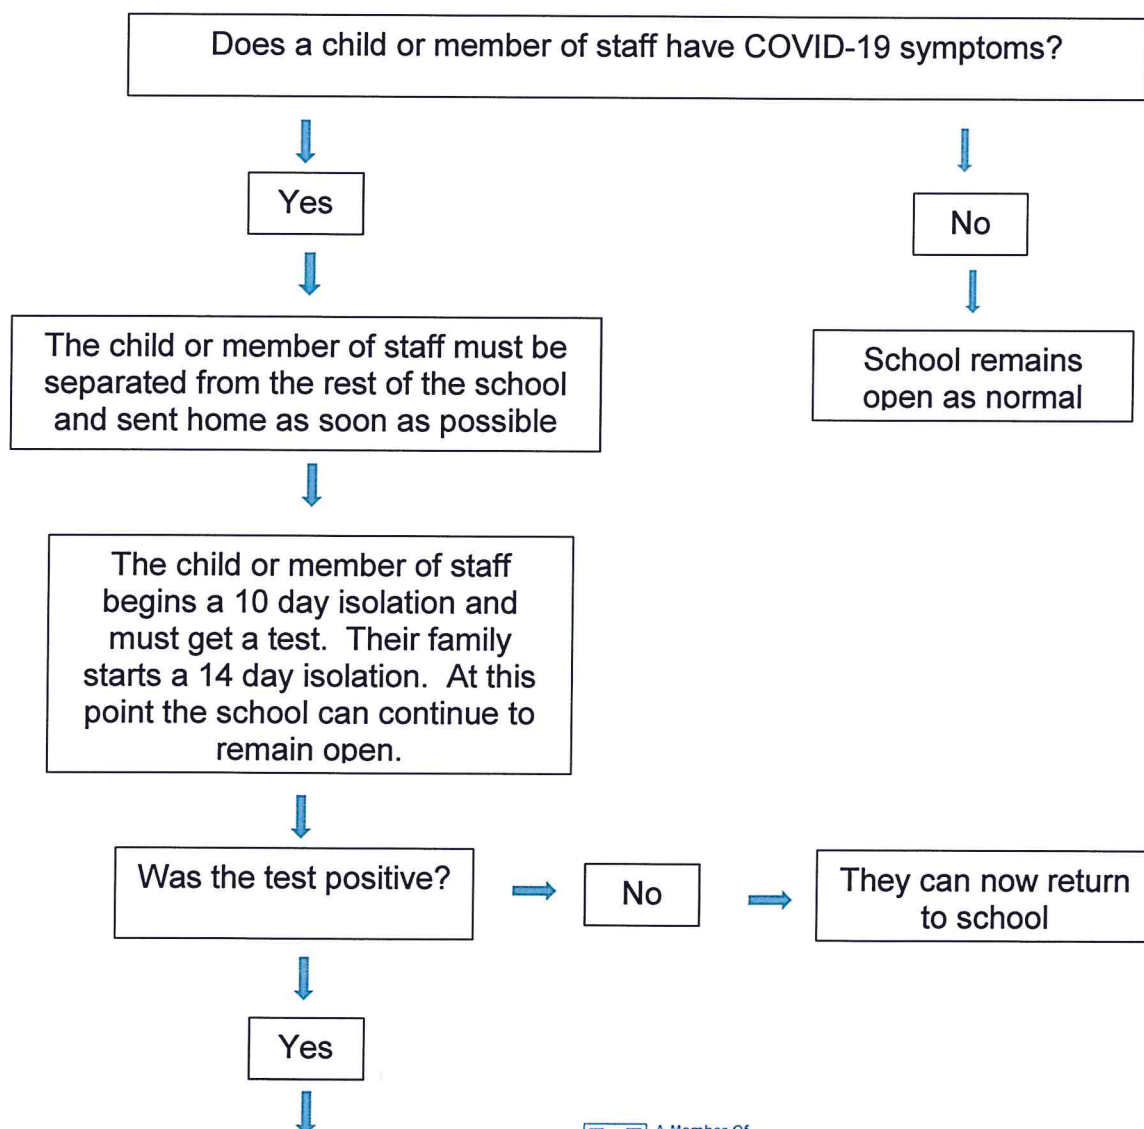 Does a child or member of staff have COVID-19 symptoms?
Yes
No
The child or member of staff must be
separated from the rest of the school
and sent home as soon as possible
School remains
open as normal
The child or member of staff
begins a 10 day isolation and
must get a test.  Their family
starts a 14 day isolation.  At this
point the school can continue to
remain open.
Was the test positive?
No
They can now return
to school
Yes
A Member Of